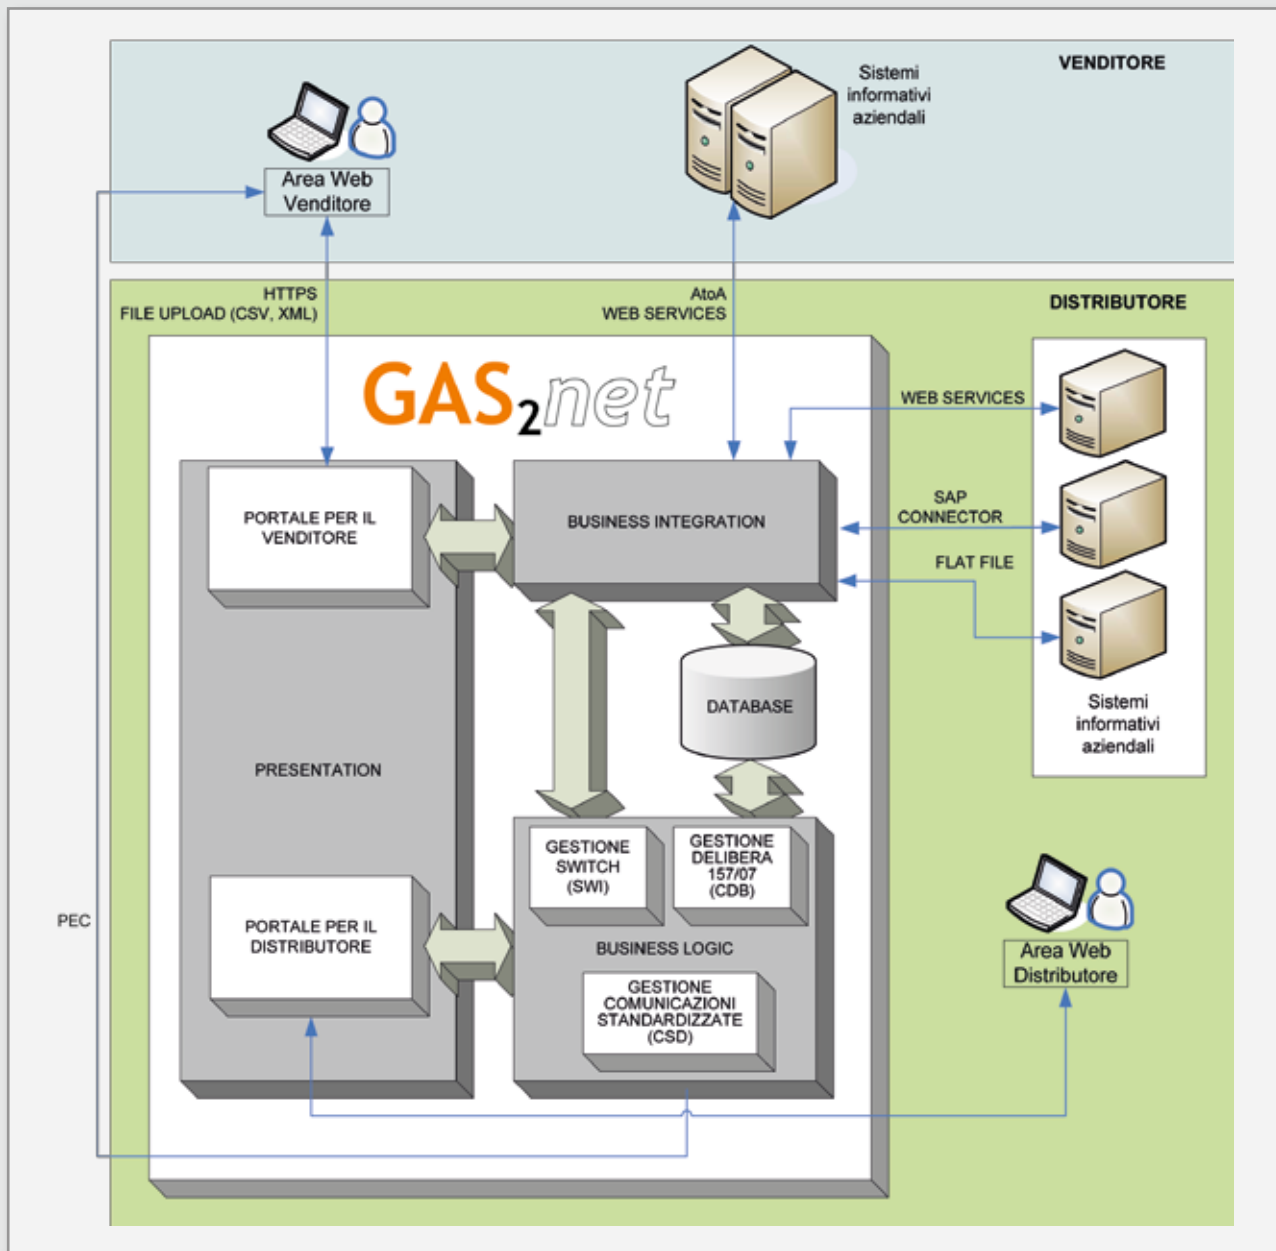 VENDITORE
Sistemi
informativi
aziendali
Area Web
Venditore
HTTPS
FILE UPLOAD (CSV, XML)
AtoA
WEB SERVICES
DISTRIBUTORE
GAS2net
WEB SERVICES
SAP
CONNECTOR
FLAT FILE
PORTALE PER IL
VENDITORE
BUSINESS INTEGRATION
Sistemi
informativi
aziendali
DATABASE
PRESENTATION
GESTIONE
SWITCH
(SWI)
GESTIONE
DELIBERA
157/07
(CDB)
PEC
PORTALE PER IL
DISTRIBUTORE
BUSINESS LOGIC
Area Web
Distributore
GESTIONE
COMUNICAZIONI
STANDARDIZZATE
(CSD)